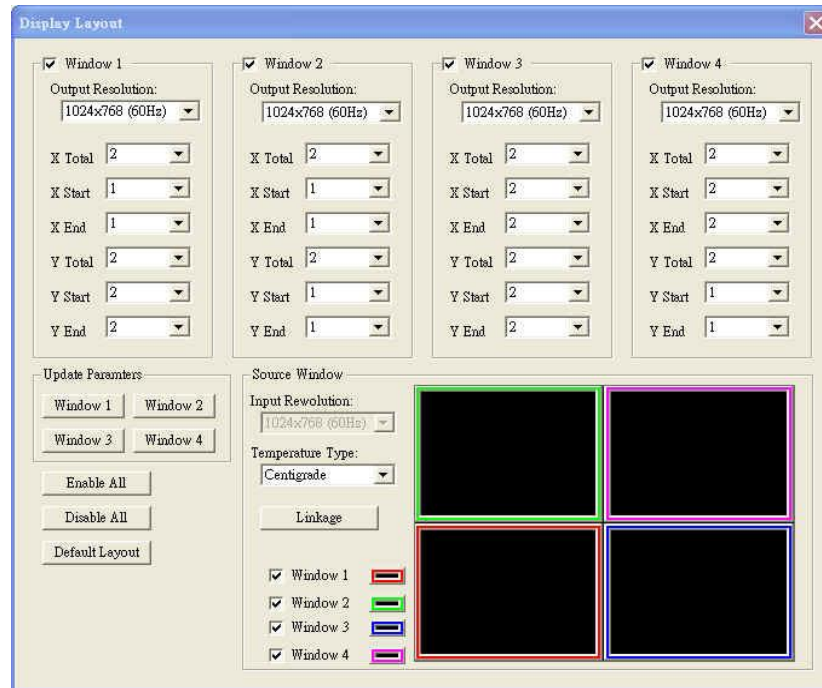 Display Layout
Window 1
Output Resolution:
1024x768 (60Hz)
X Total 2
X Start 1
X End 1
Y Total 2
Y Start 2
Y End 2
Window 2
Output Resolution:
1024x768 (60Hz)
X Total 2
X Start 1
X End 1
Y Total 2
Y Start 1
Y End 1
Window 3
Output Resolution:
1024x768 (60Hz)
X Total 2
X Start 2
X End 2
Y Total 2
Y Start 2
Y End 2
Window 4
Output Resolution:
1024x768 (60Hz)
X Total 2
X Start 2
X End 2
Y Total 2
Y Start 1
Y End 1
Update Paramters
Window 1 Window 2
Window 3 Window 4
Enable All
Disable All
Default Layout
Source Window
Input Rewolution:
1024x768 (60Hz)
Temperature Type:
Centigrade
Linkage
Window 1
Window 2
Window 3
Window 4